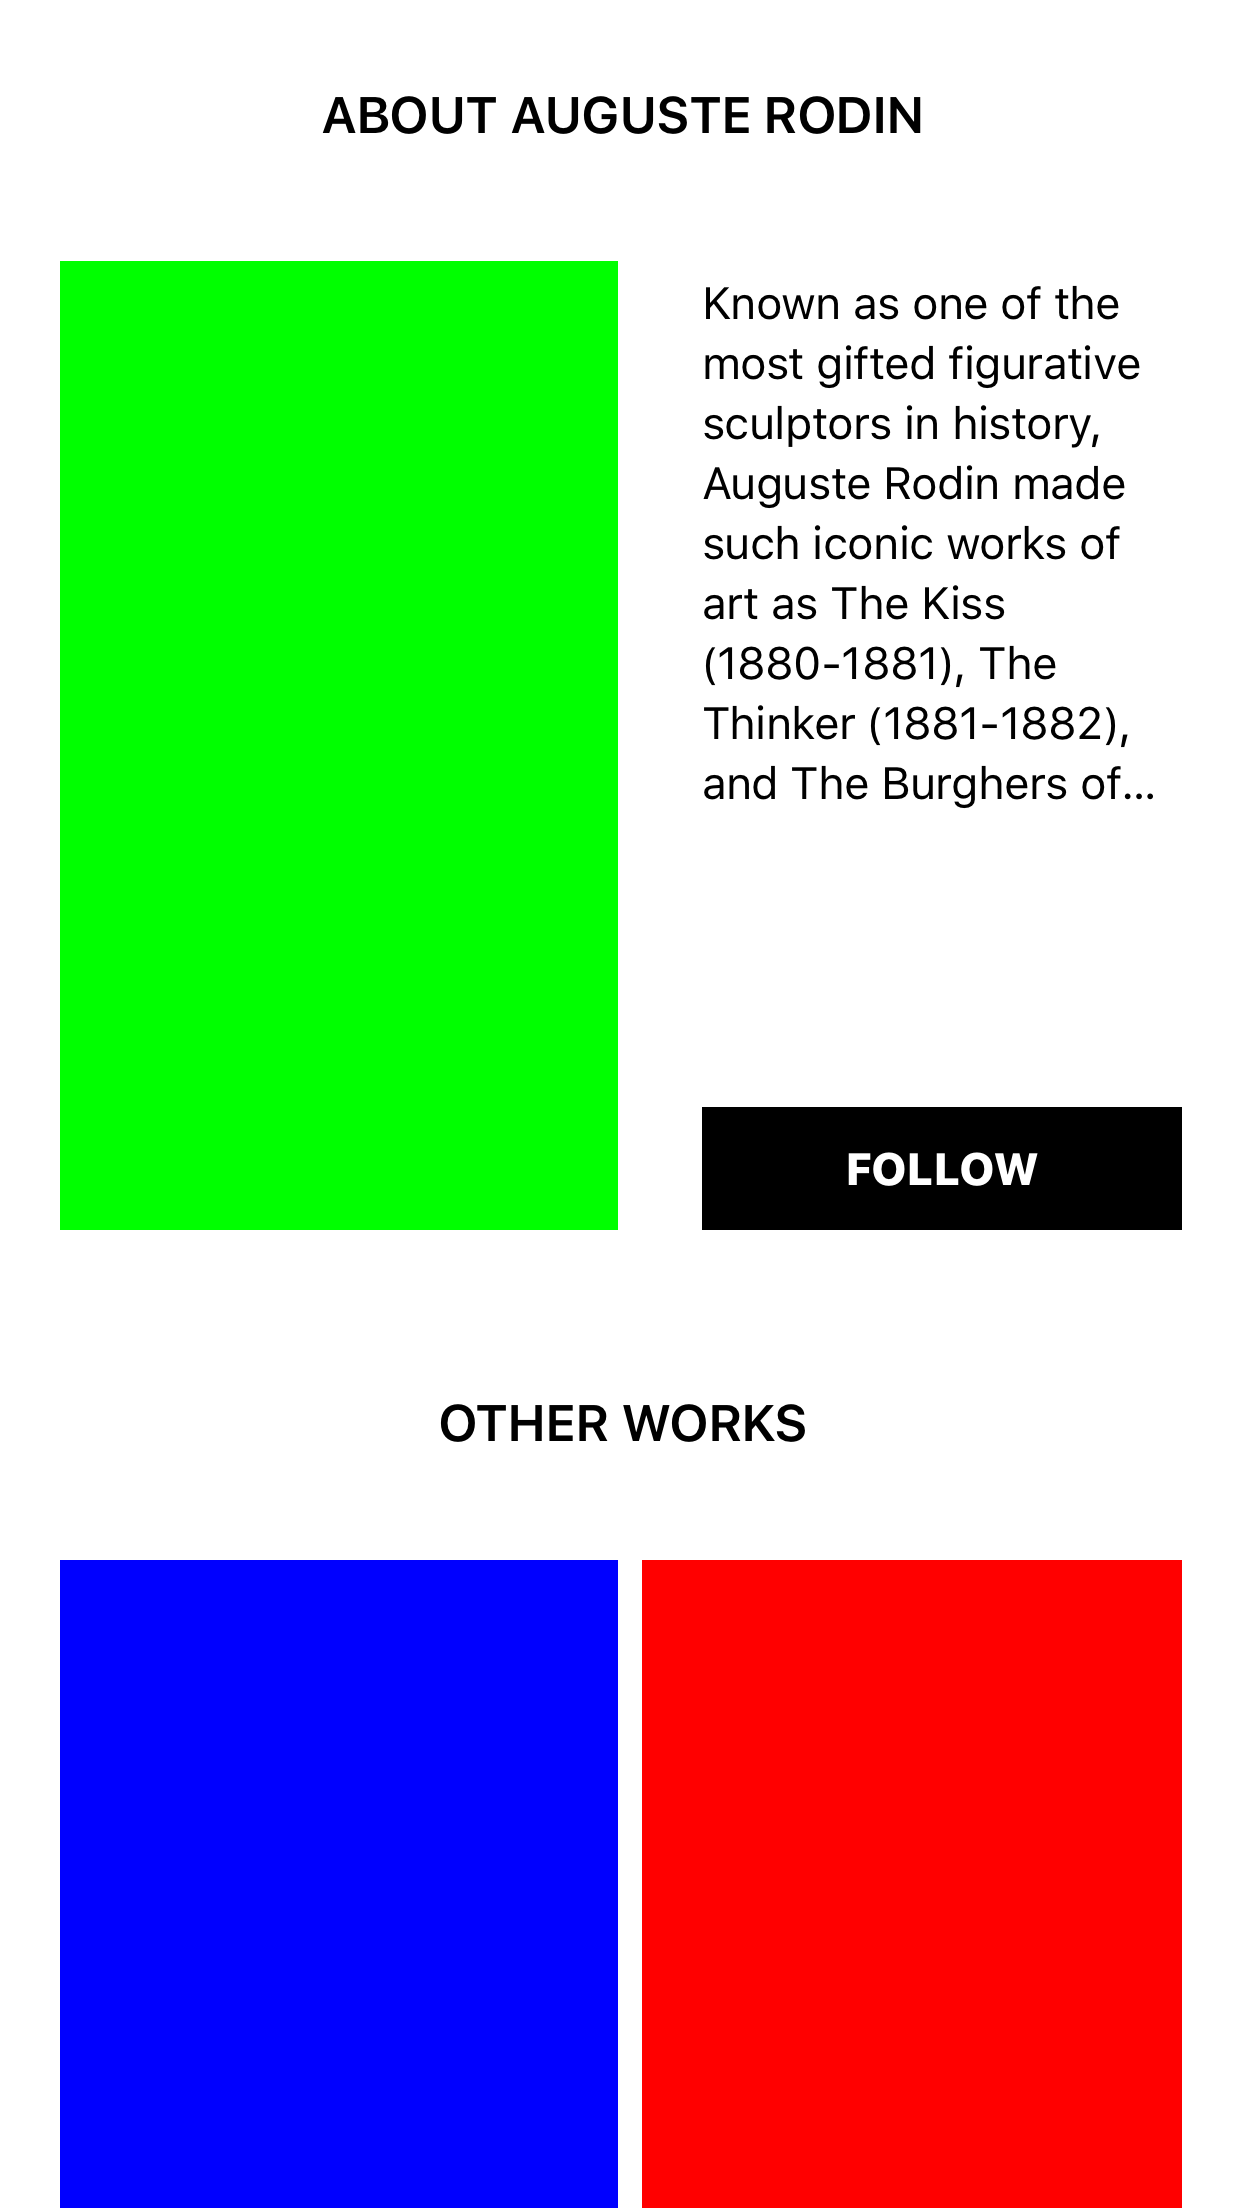 ABOUT AUGUSTE RODIN
Known as one of the
most gifted figurative
sculptors in history,
Auguste Rodin made
such iconic works of
art as The Kiss
(1880-1881), The
Thinker (1881-1882),
and The Burghers of...
FOLLOW
OTHER WORKS